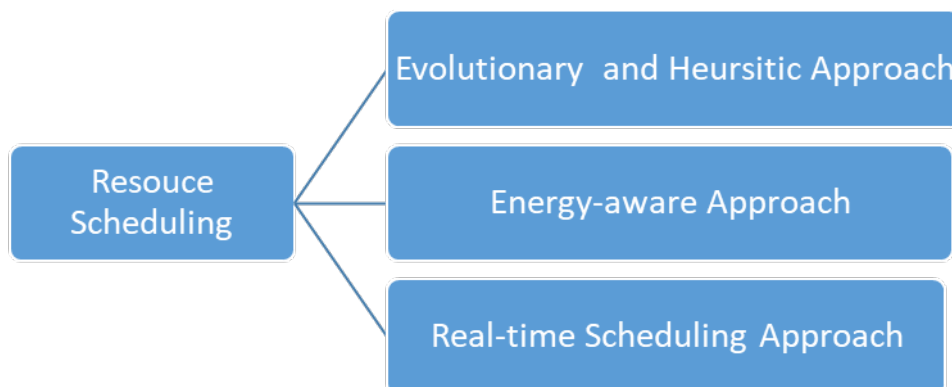 Evolutionary and Heursitic Approach
Resouce
Scheduling
Energy-aware Approach
Real-time Scheduling Approach